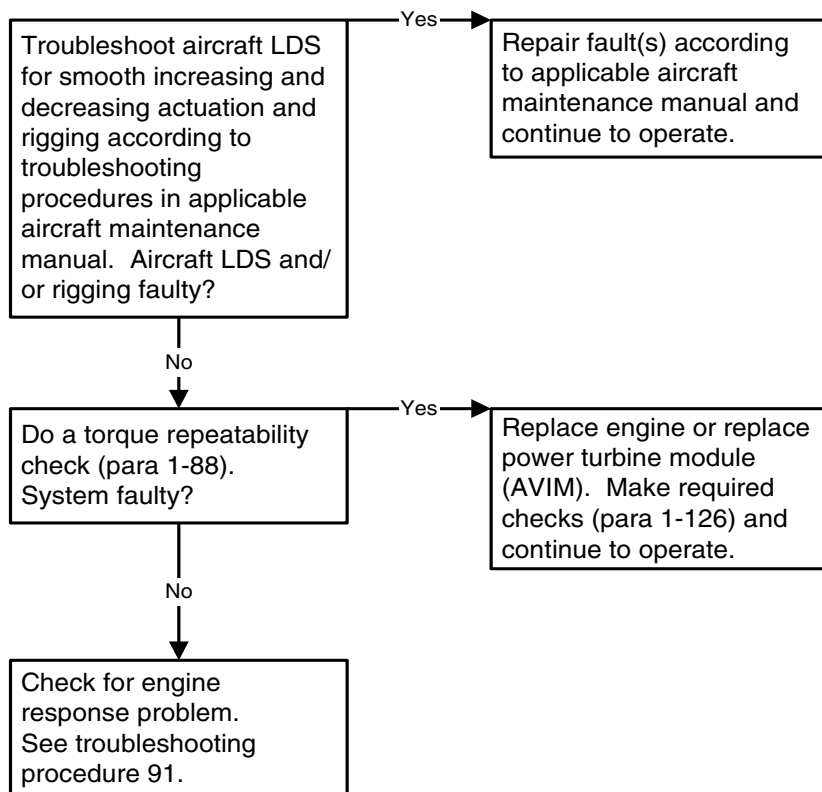 Troubleshoot aircraft LDS
for smooth increasing and
decreasing actuation and
rigging according to
troubleshooting
procedures in applicable
aircraft maintenance
manual.  Aircraft LDS and/
or rigging faulty?
Yes
Repair fault(s) according
to applicable aircraft
maintenance manual and
continue to operate.
No
Do a torque repeatability
check (para 1-88).
System faulty?
Yes
Replace engine or replace
power turbine module
(AVIM).  Make required
checks (para 1-126) and
continue to operate.
No
Check for engine
response problem.
See troubleshooting
procedure 91.